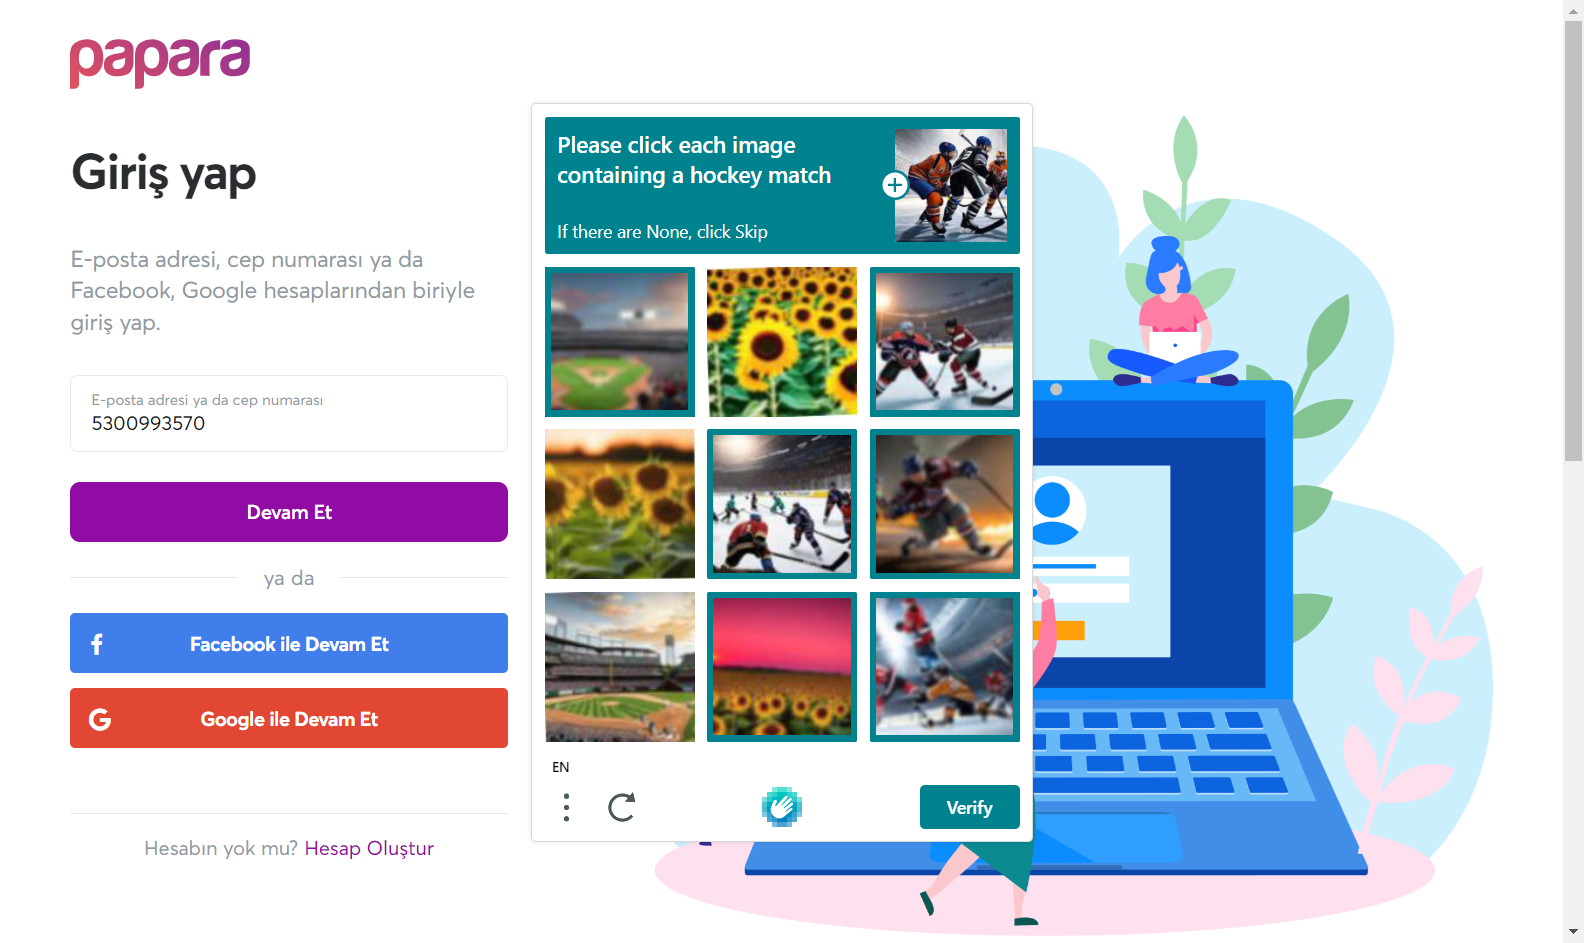 papara
Giriş yap
E-posta adresi, cep numarası ya da
Facebook, Google hesaplarından biriyle
giriş yap.
E-posta adresi ya da cep numarası
5300993570
Devam Et
ya da
Facebook ile Devam Et
Google ile Devam Et
Hesabın yok mu? Hesap Oluştur
Please click each image
containing a hockey match
If there are None, click Skip
EN
Verify